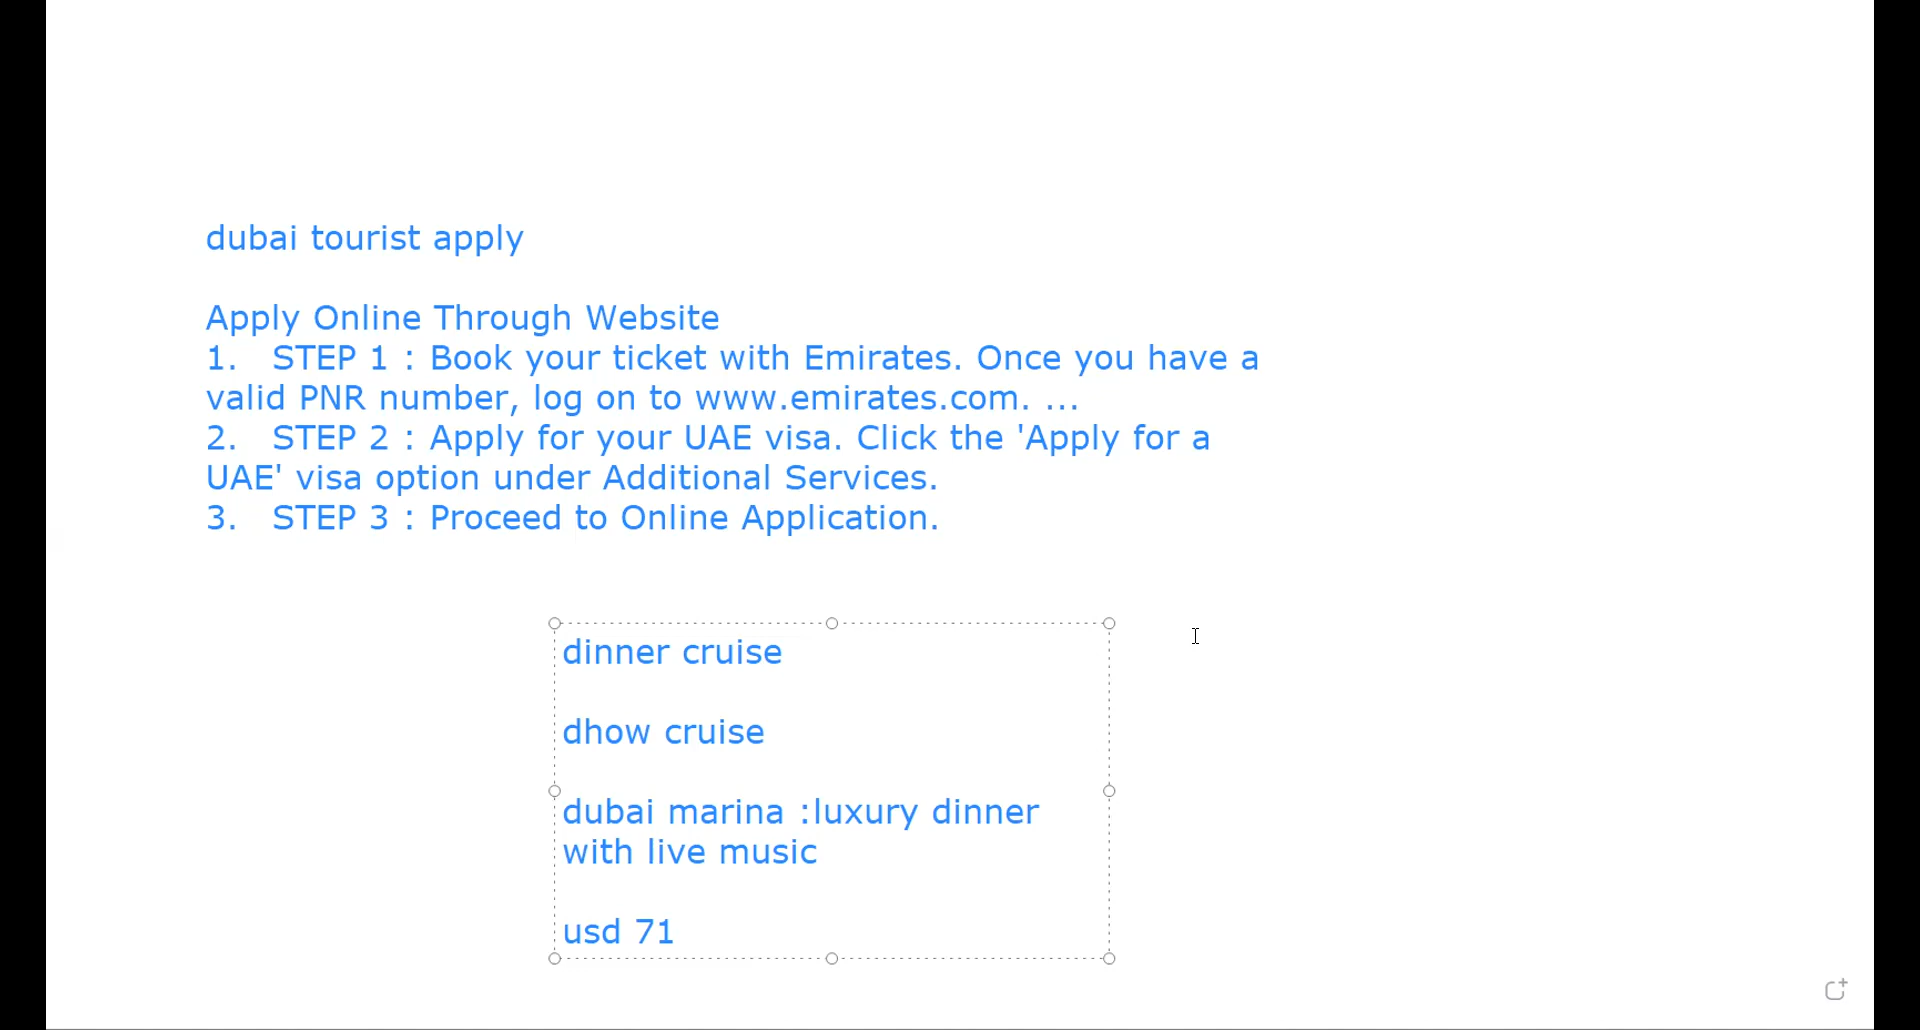 dubai tourist apply
Apply Online Through Website
1. STEP 1 : Book your ticket with Emirates. Once you have a
valid PNR number, log on to www.emirates.com. ...
2. STEP 2 : Apply for your UAE visa. Click the 'Apply for a
UAE' visa option under Additional Services.
3. STEP 3 : Proceed to Online Application.
dinner cruise
dhow cruise
dubai marina :luxury dinner
with live music
usd 71